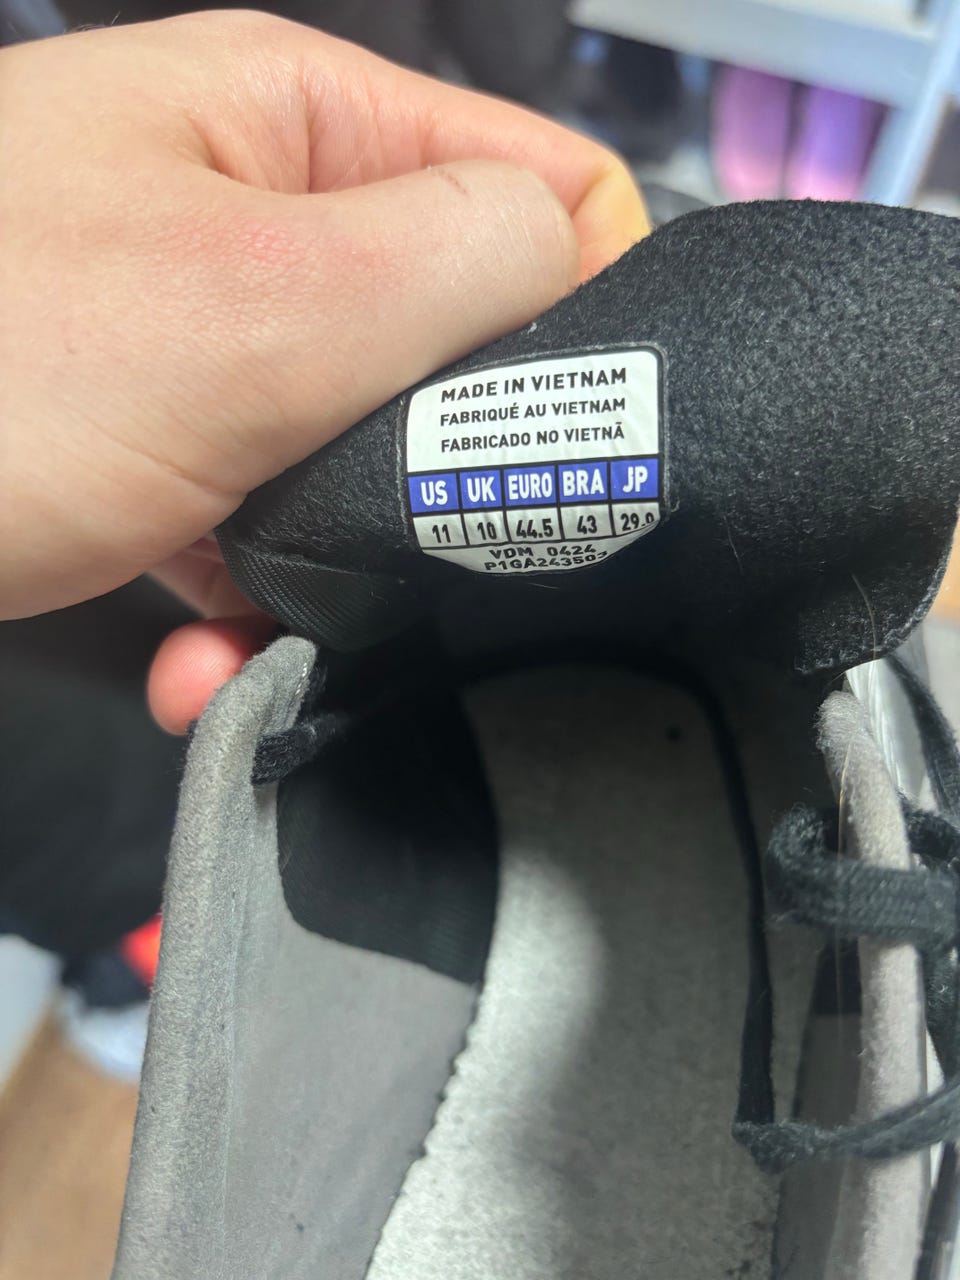 MADE IN VIETNAM
FABRIQUÉ AU VIETNAM
FABRICADO NO VIETNÃ
US UK EURO BRA JP
11 10 44.5 43 29.0
VDM 0424